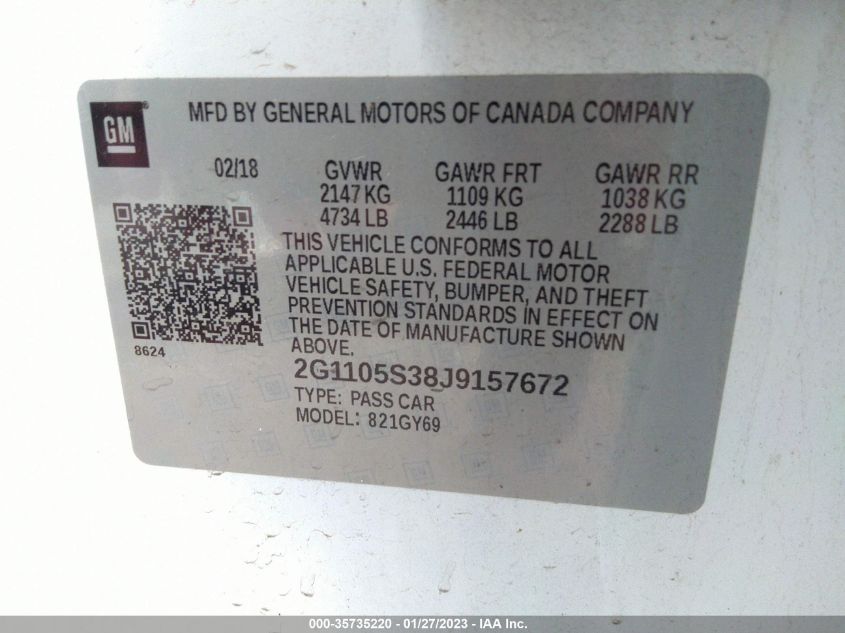 GM®
MFD BY GENERAL MOTORS OF CANADA COMPANY
02/18 GVWR GAWR FRT GAWR RR
2147 KG 1109 KG 1038 KG
4734 LB 2446 LB 2288 LB
THIS VEHICLE CONFORMS TO ALL
APPLICABLE U.S. FEDERAL MOTOR
VEHICLE SAFETY, BUMPER, AND THEFT
PREVENTION STANDARDS IN EFFECT ON
THE DATE OF MANUFACTURE SHOWN
ABOVE.
8624
2G1105S38J9157672
TYPE: PASS CAR
MODEL: 821GY69
000-35735220 - 01/27/2023 - IAA Inc.